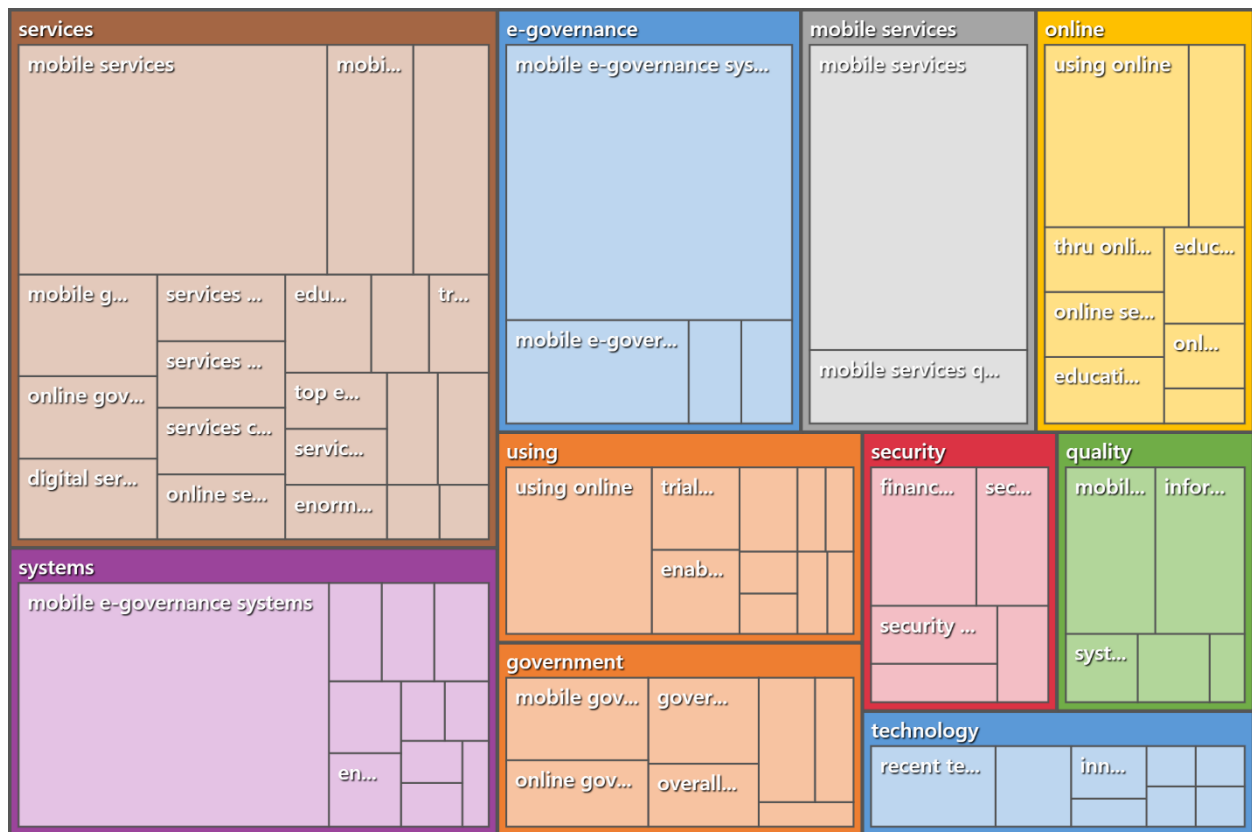 services
mobile services
mobi...
mobile g...
services ...
edu...
tr...
services ...
online gov...
top e...
services c...
servic...
digital ser...
online se...
enorm...
systems
mobile e-governance systems
en...
e-governance
mobile e-governance sys...
mobile e-gover...
mobile services
mobile services
mobile services q...
online
using online
thru onli...
educ...
online se...
onl...
educati...
using
using online
trial...
enab...
government
mobile gov...
gover...
online gov...
overall...
security
financ...
sec...
security ...
quality
mobil...
infor...
syst...
technology
recent te...
inn...